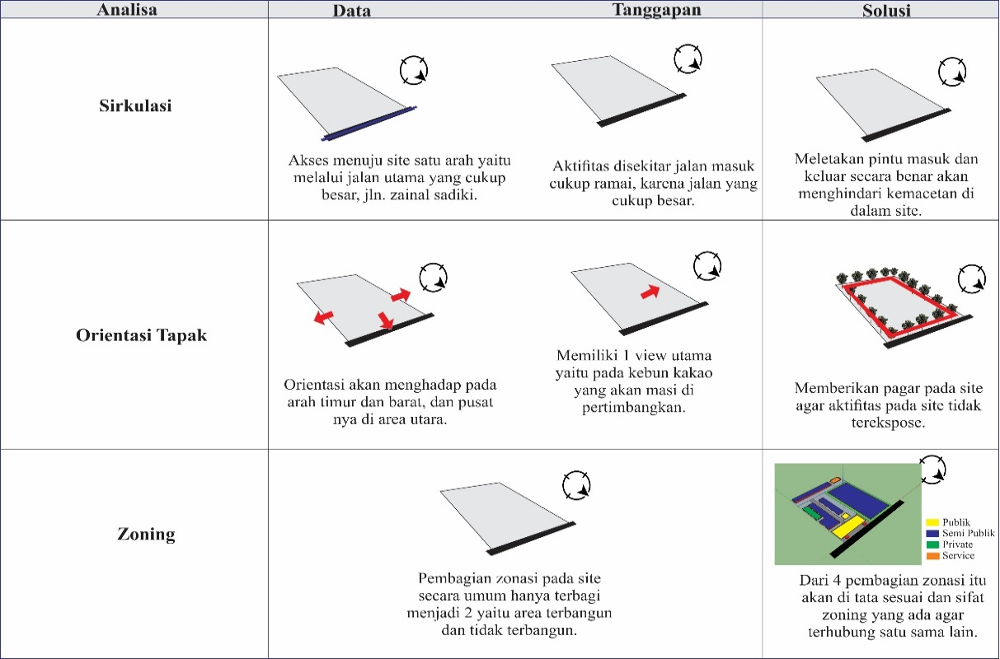 Analisa
Data
Tanggapan
Solusi
Sirkulasi
Akses menuju site satu arah yaitu
melalui jalan utama yang cukup
besar, jln. zainal sadiki.
Aktifitas disekitar jalan masuk
cukup ramai, karena jalan yang
cukup besar.
Meletakan pintu masuk dan
keluar secara benar akan
menghindari kemacetan di
dalam site.
Orientasi Tapak
Orientasi akan menghadap pada
arah timur dan barat, dan pusat
nya di area utara.
Memiliki 1 view utama
yaitu pada kebun kakao
yang akan masi di
pertimbangkan.
Memberikan pagar pada site
agar aktifitas pada site tidak
terekspose.
Zoning
Pembagian zonasi pada site
secara umum hanya terbagi
menjadi 2 yaitu area terbangun
dan tidak terbangun.
Publik
Semi Publik
Private
Service
Dari 4 pembagian zonasi itu
akan di tata sesuai dan sifat
zoning yang ada agar
terhubung satu sama lain.